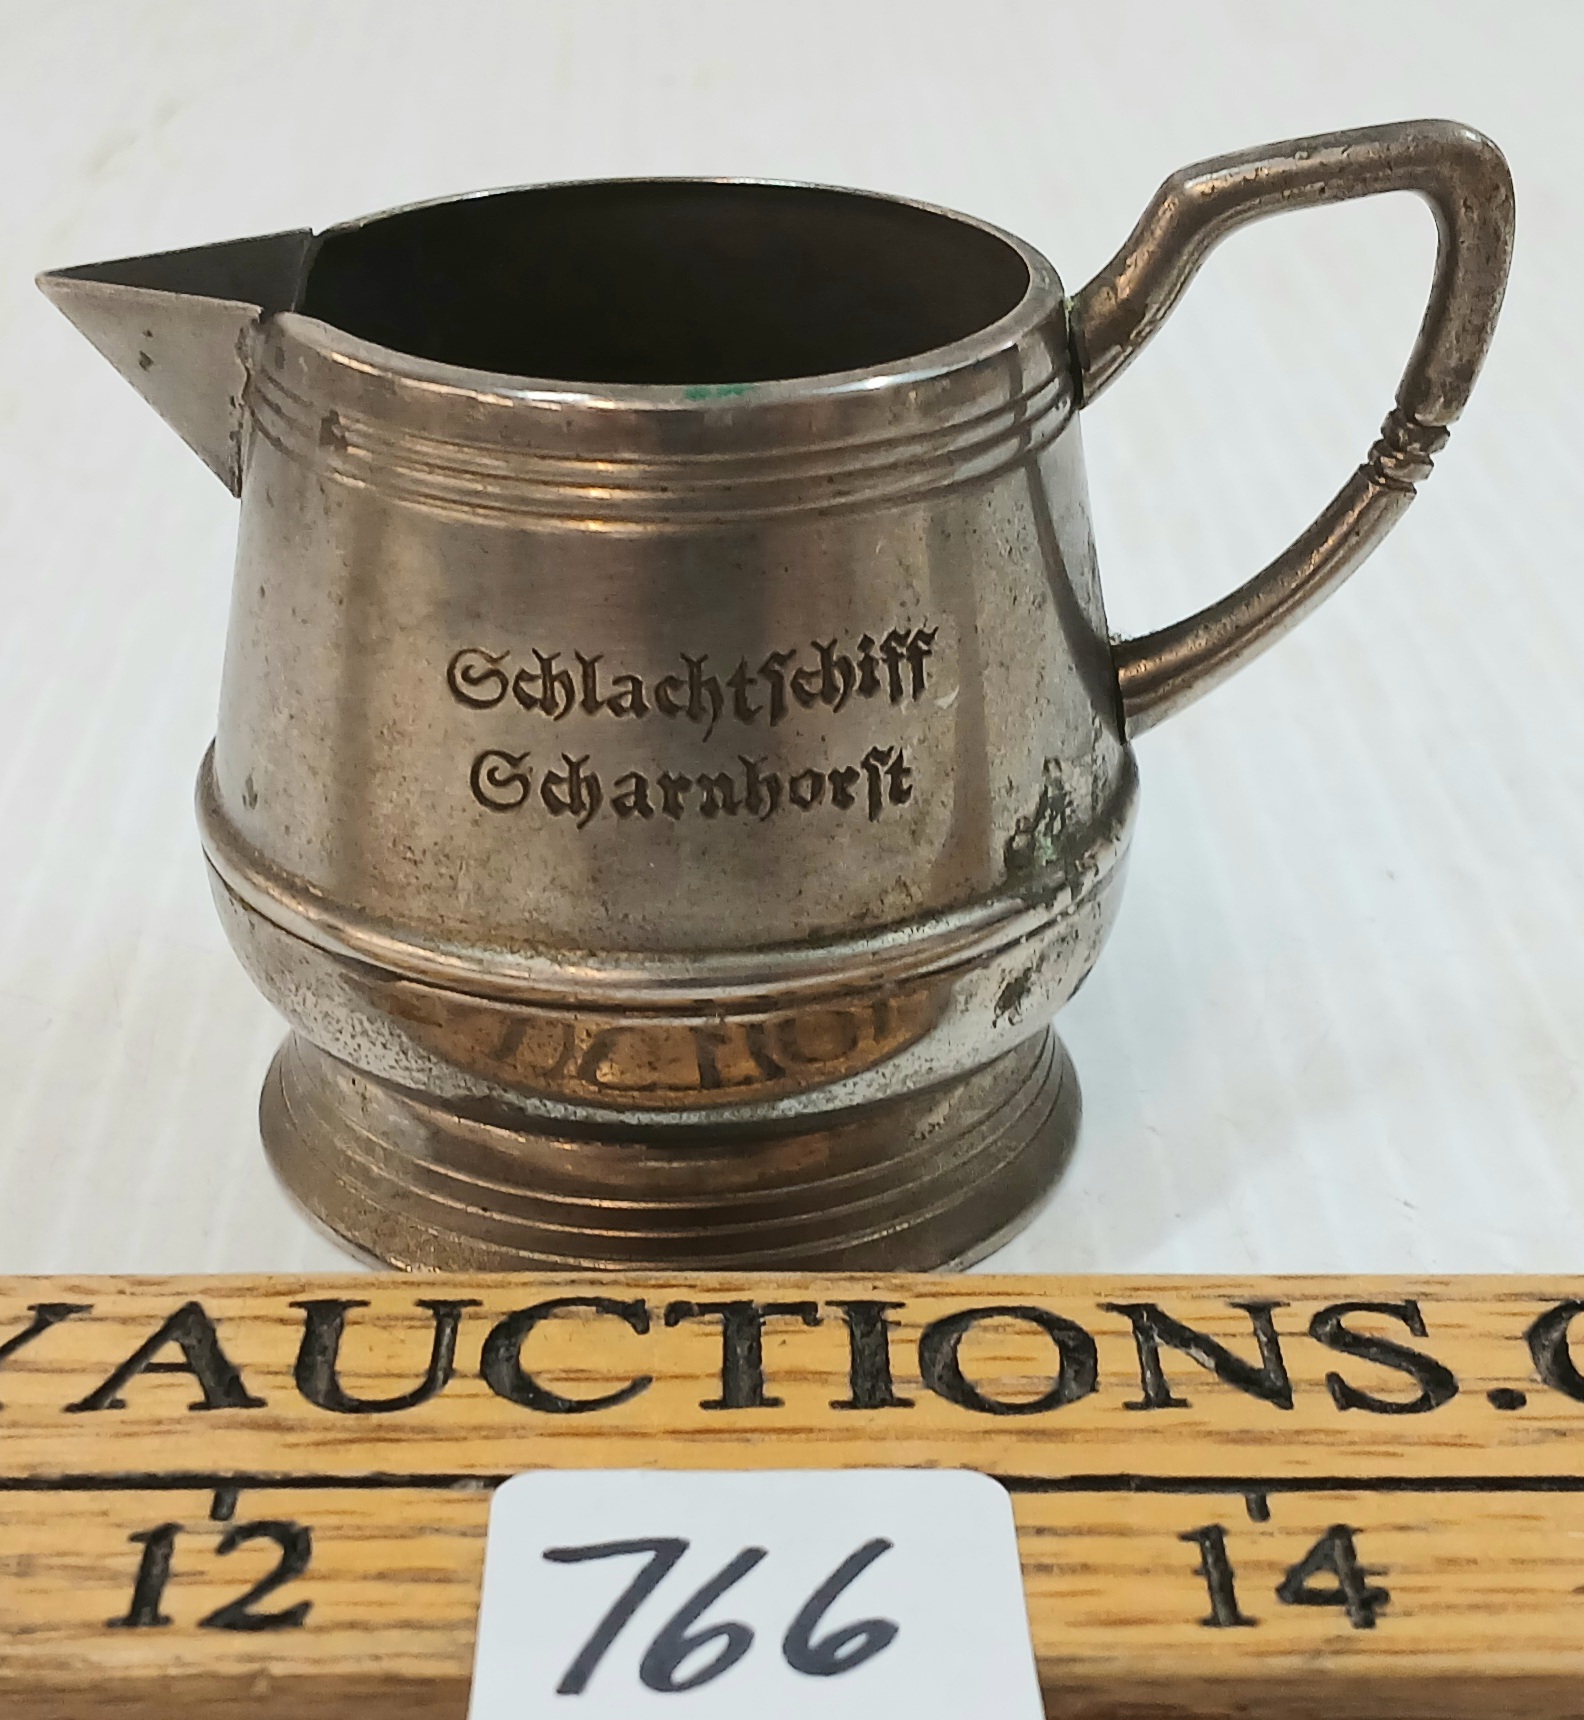 Schlachtſchiff
Scharnhorſt
Y AUCTIONS.C
12 14
766